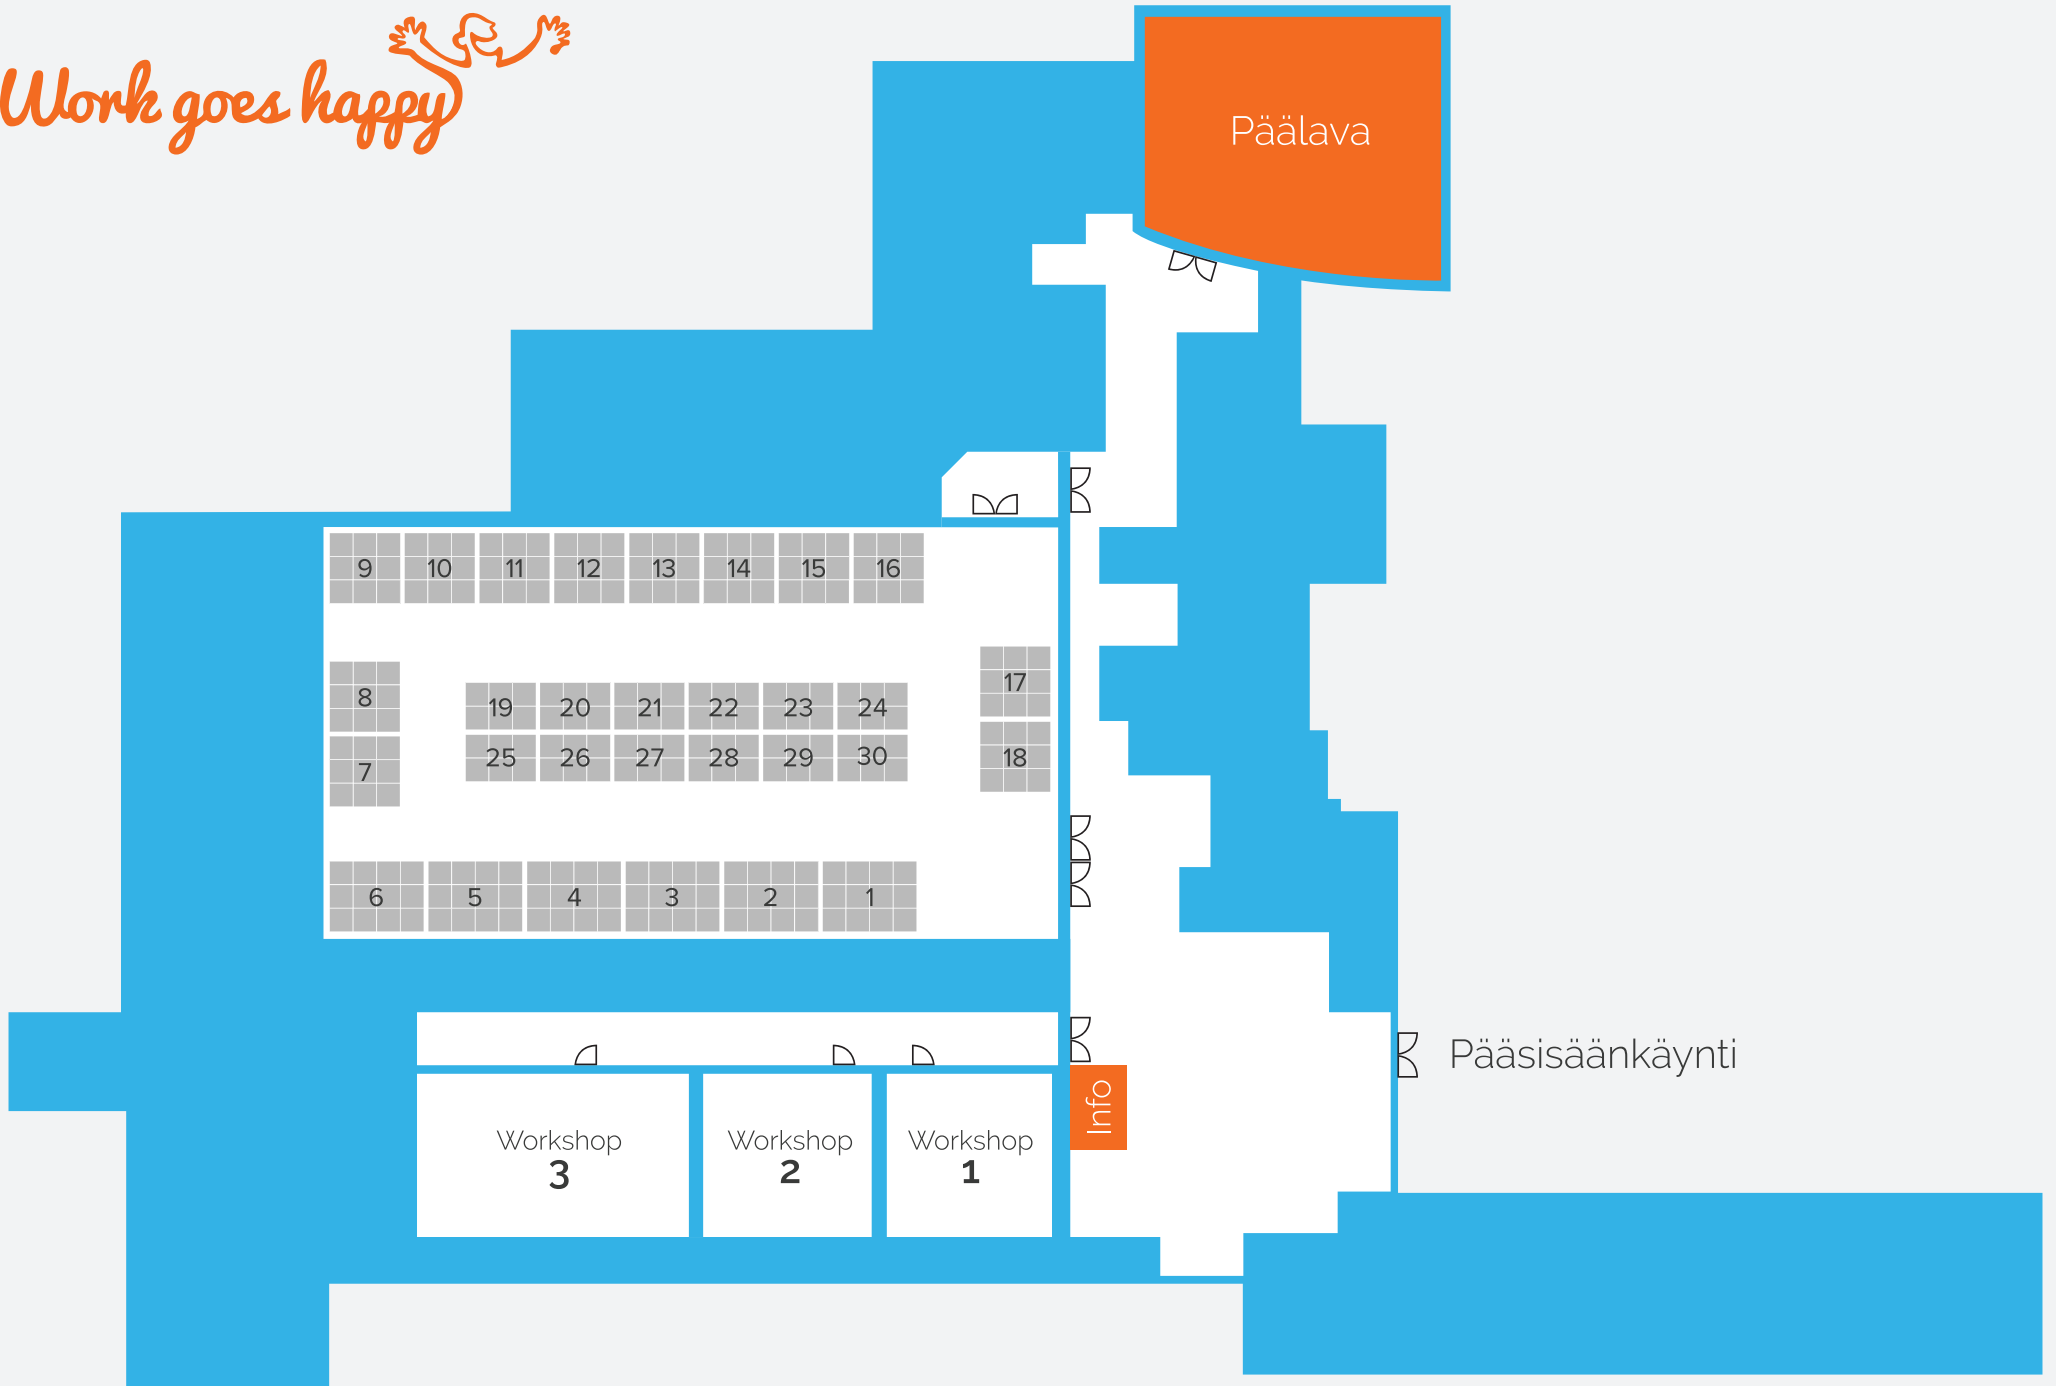 Work goes happy
Päälava
9 10 11 12 13 14 15 16
8
17
19 20 21 22 23 24
7
18
25 26 27 28 29 30
6 5 4 3 2 1
Pääsisäänkäynti
Info
Workshop
3
Workshop
2
Workshop
1